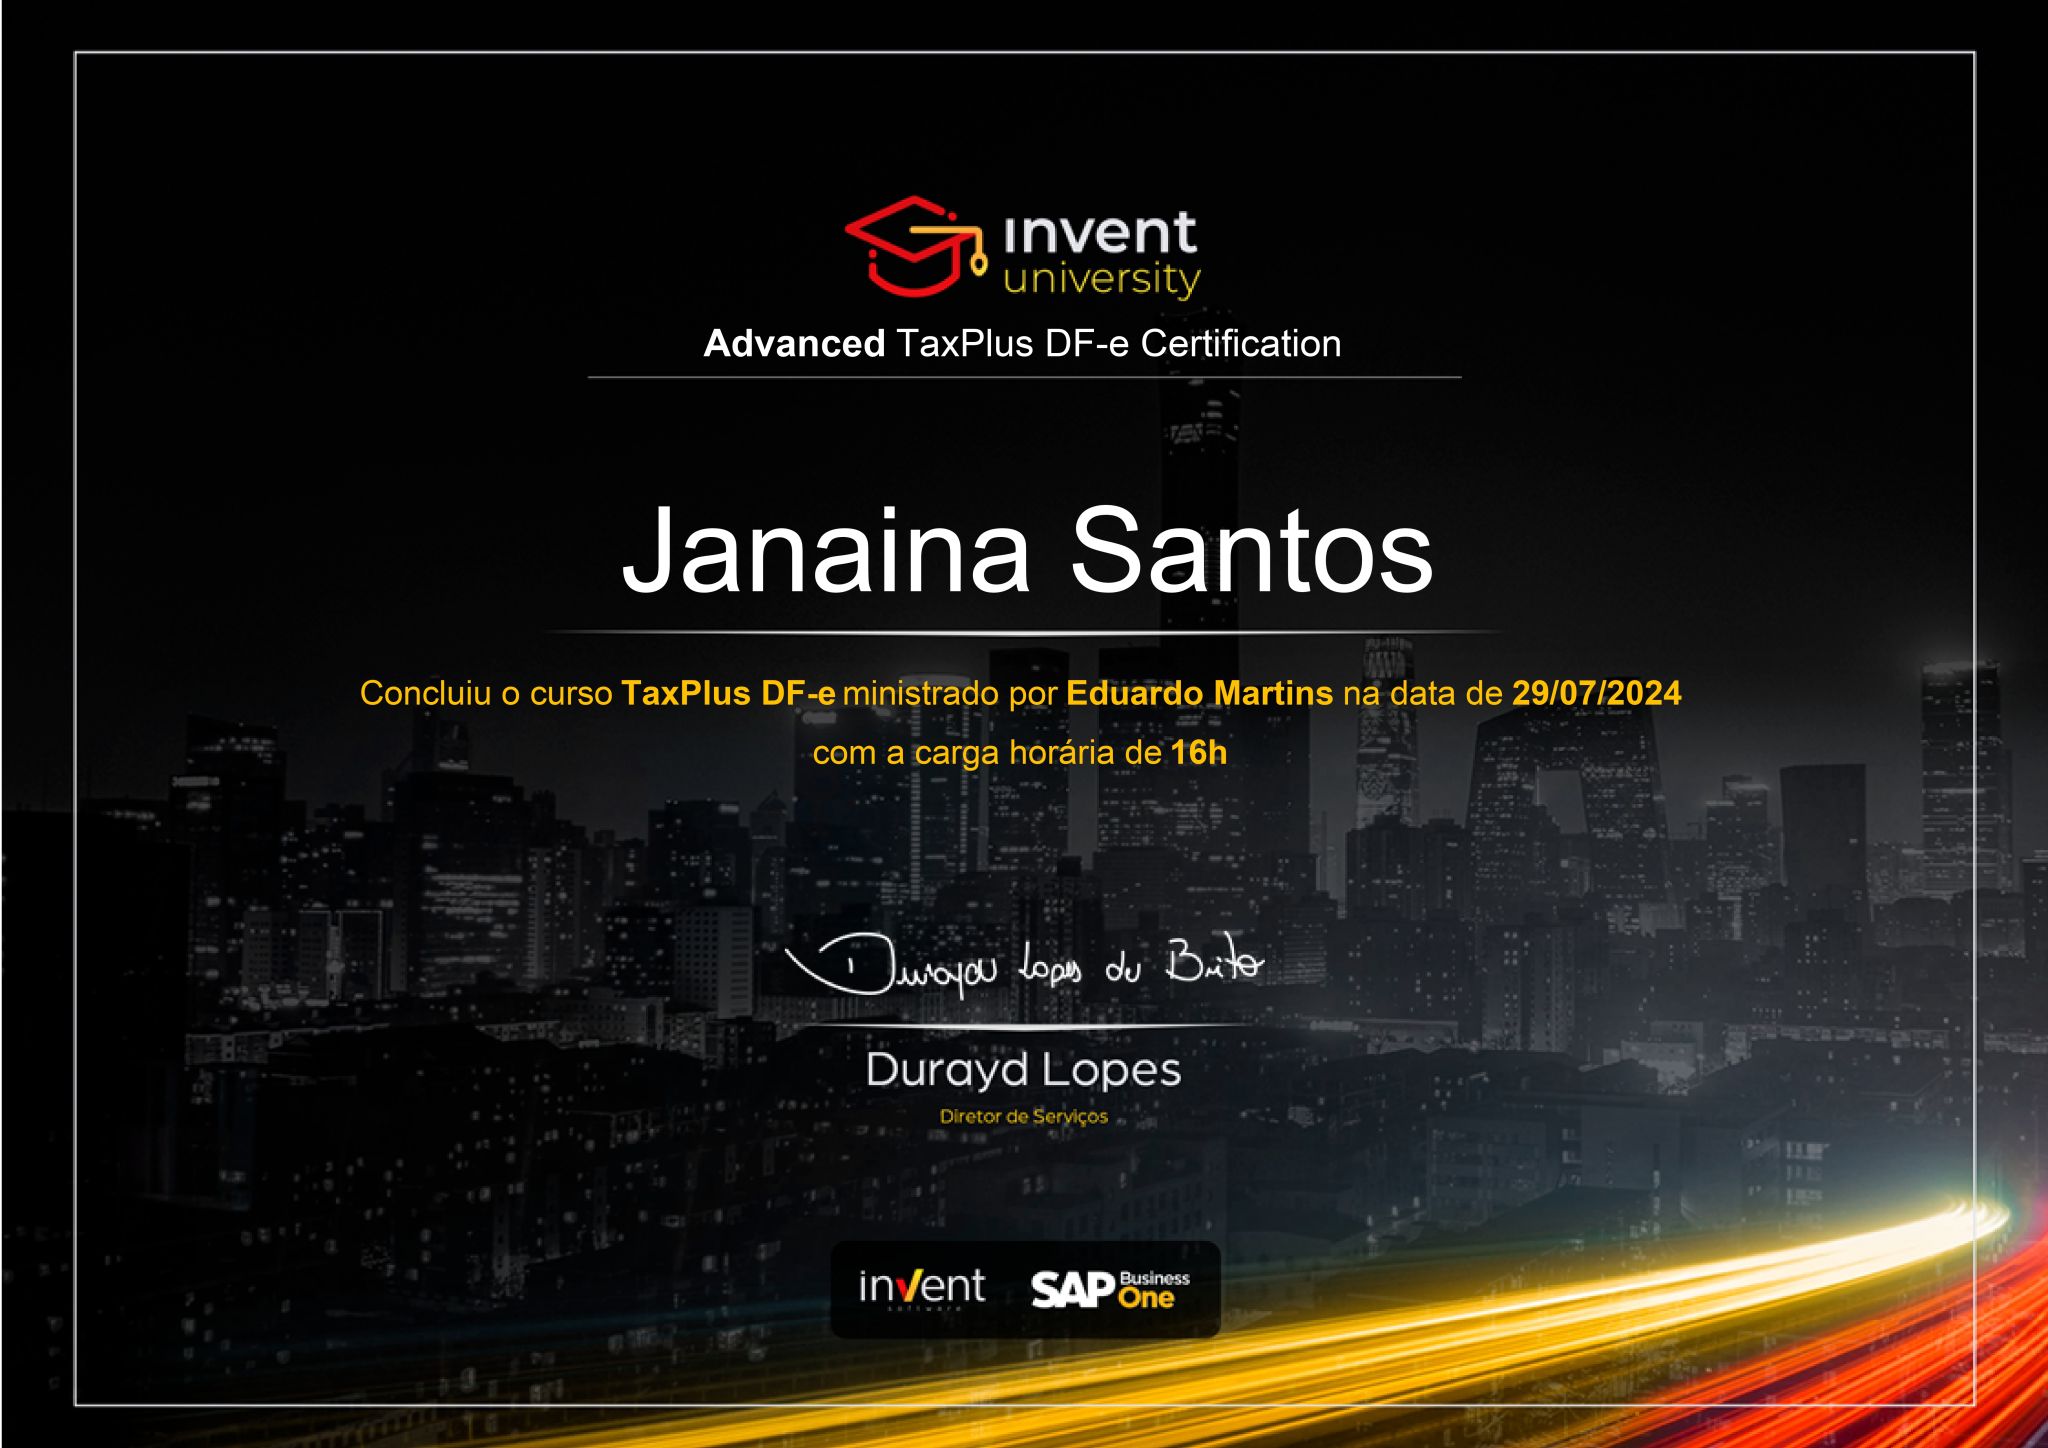 invent
university
Advanced TaxPlus DF-e Certification
Janaina Santos
Concluiu o curso TaxPlus DF-e ministrado por Eduardo Martins na data de 29/07/2024
com a carga horária de 16h
Durayd Lopes de Brito
Durayd Lopes
Diretor de Serviços
invent
software
SAP Business One